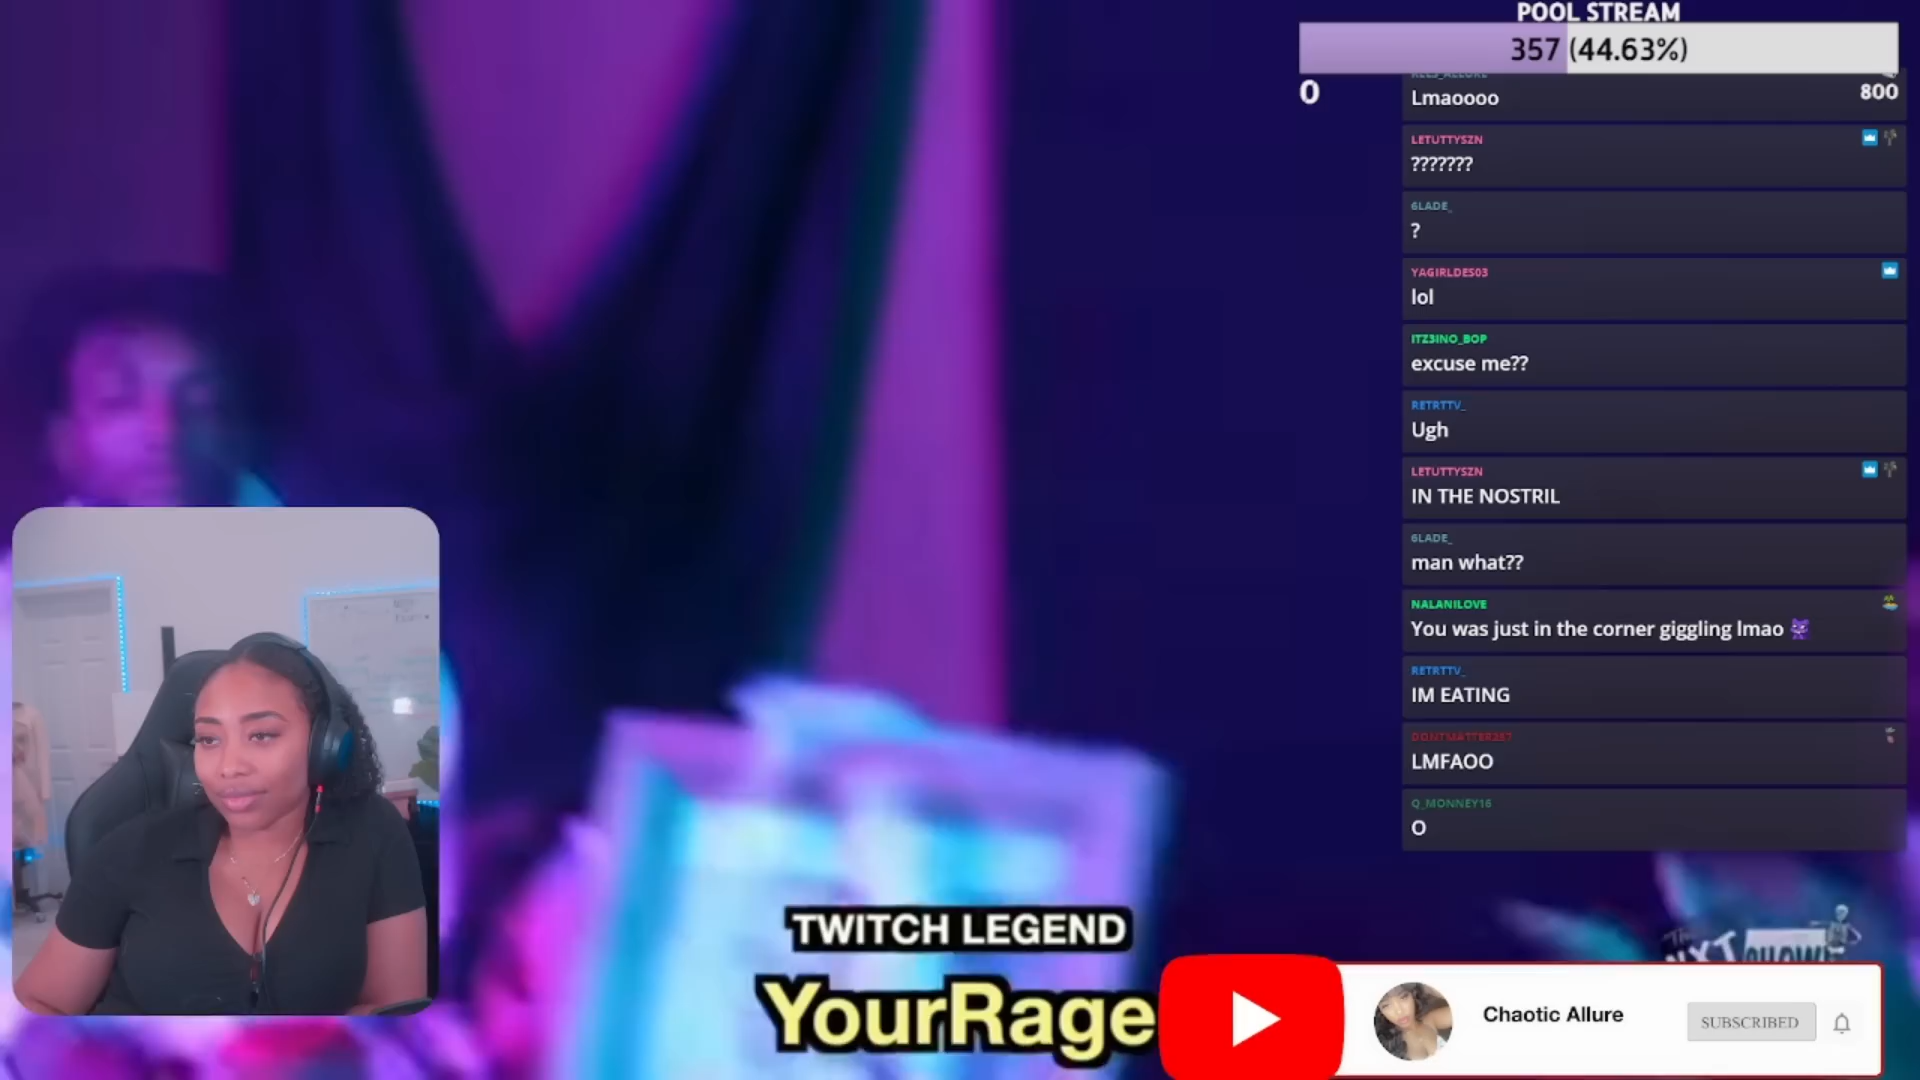 POOL STREAM
357 (44.63%)
0
800
Lmaoooo
LETUTTYSZN
???????
6LADE_
?
YAGIRLDES03
lol
ITZ3INO_BOP
excuse me??
RETRTTV_
Ugh
LETUTTYSZN
IN THE NOSTRIL
6LADE_
man what??
NALANILOVE
You was just in the corner giggling lmao
RETRTTV_
IM EATING
DONTMATTER257
LMFAOO
Q_MONNEY16
O
TWITCH LEGEND
YourRage
Chaotic Allure
SUBSCRIBED